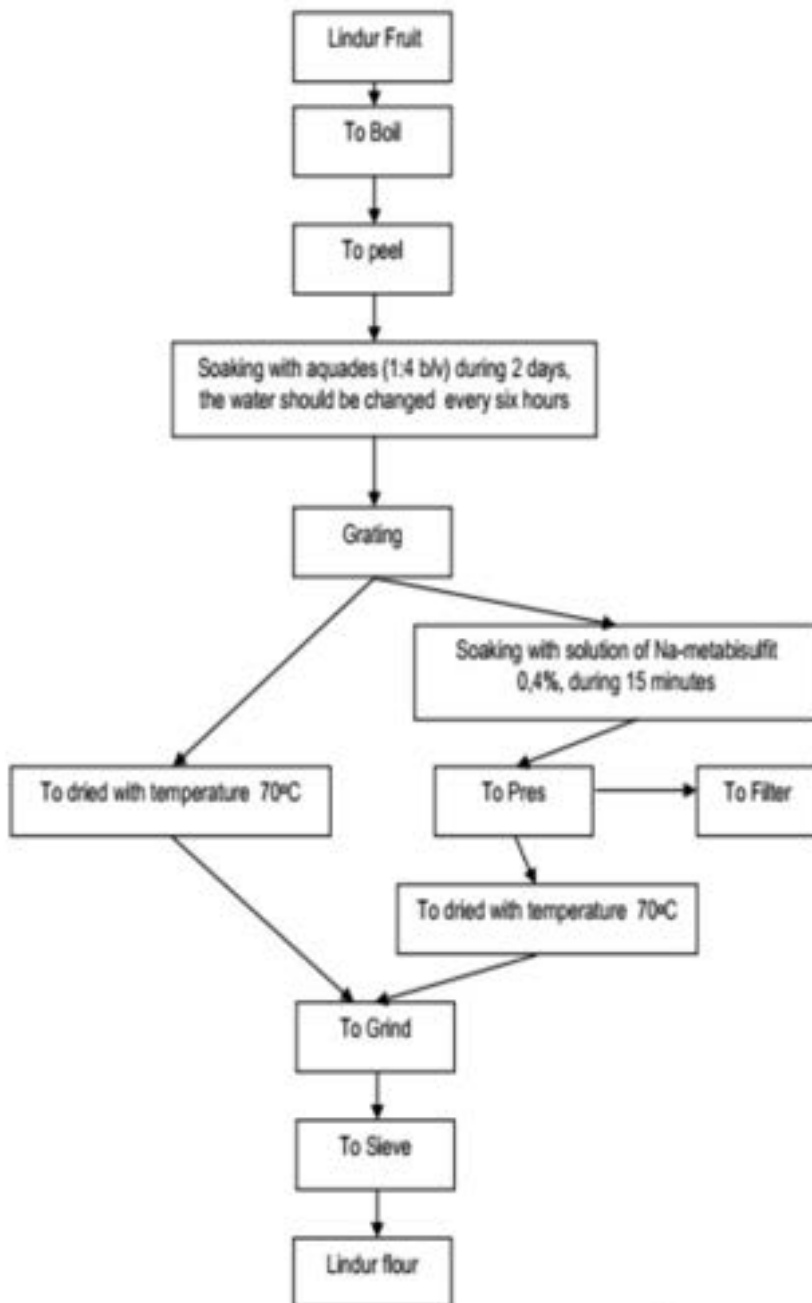 Lindur Fruit
To Boil
To peel
Soaking with aquades (1:4 b/v) during 2 days,
the water should be changed every six hours
Grating
Soaking with solution of Na-metabisulfit
0,4%, during 15 minutes
To dried with temperature 70ºC
To Pres
To Filter
To dried with temperature 70ºC
To Grind
To Sieve
Lindur flour